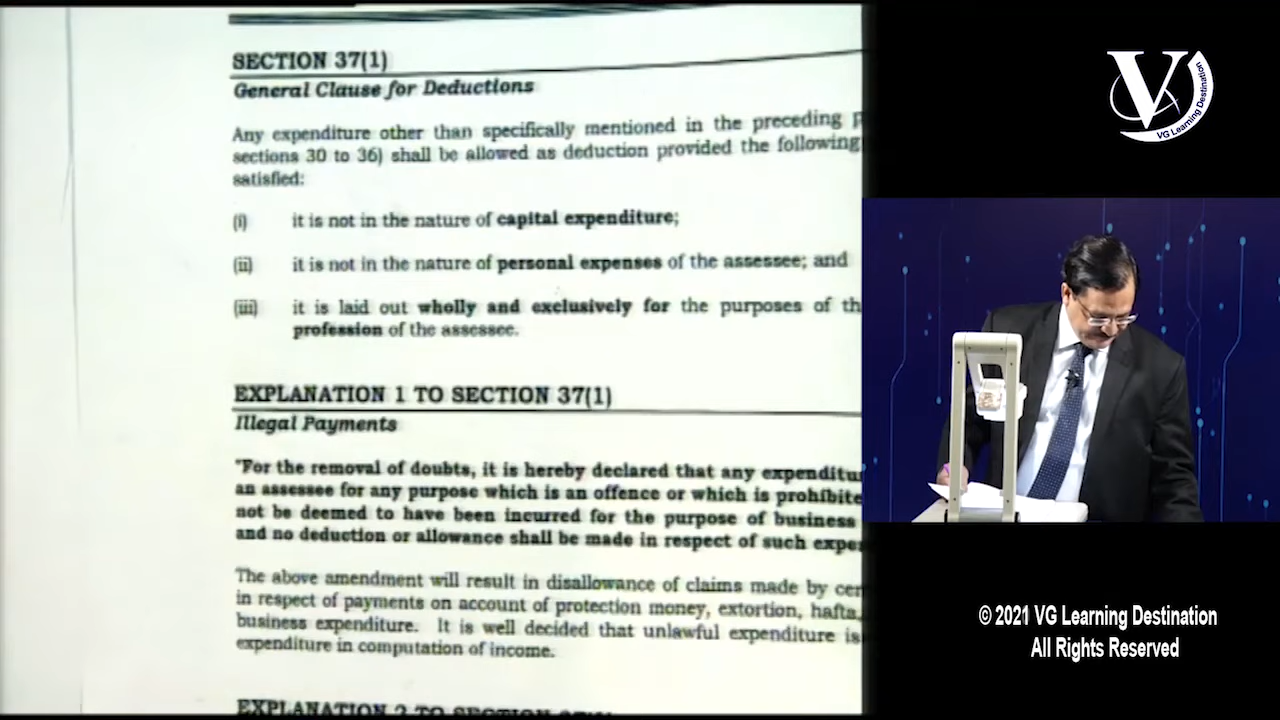 SECTION 37(1)
General Clause for Deductions
Any expenditure other than specifically mentioned in the preceding
sections 30 to 36) shall be allowed as deduction provided the following
satisfied:
(i) it is not in the nature of capital expenditure;
(ii) it is not in the nature of personal expenses of the assessee; and
(iii) it is laid out wholly and exclusively for the purposes of th
profession of the assessee.
EXPLANATION 1 TO SECTION 37(1)
Illegal Payments
"For the removal of doubts, it is hereby declared that any expenditu
an assessee for any purpose which is an offence or which is prohibite
not be deemed to have been incurred for the purpose of business
and no deduction or allowance shall be made in respect of such expe
The above amendment will result in disallowance of claims made by cer
in respect of payments on account of protection money, extortion, hafta,
business expenditure. It is well decided that unlawful expenditure is
expenditure in computation of income.
EXPLANATION 2 TO SECTION
V
VG Learning Destination
© 2021 VG Learning Destination
All Rights Reserved